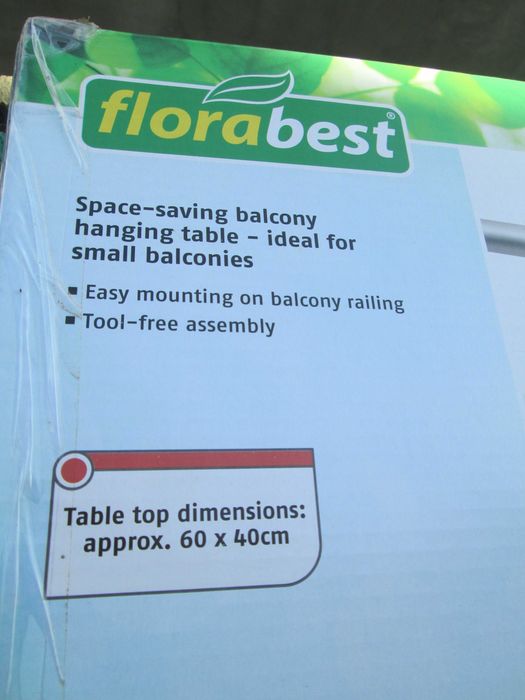 florabest®
Space-saving balcony
hanging table - ideal for
small balconies
▪ Easy mounting on balcony railing
▪ Tool-free assembly
Table top dimensions:
approx. 60 x 40cm